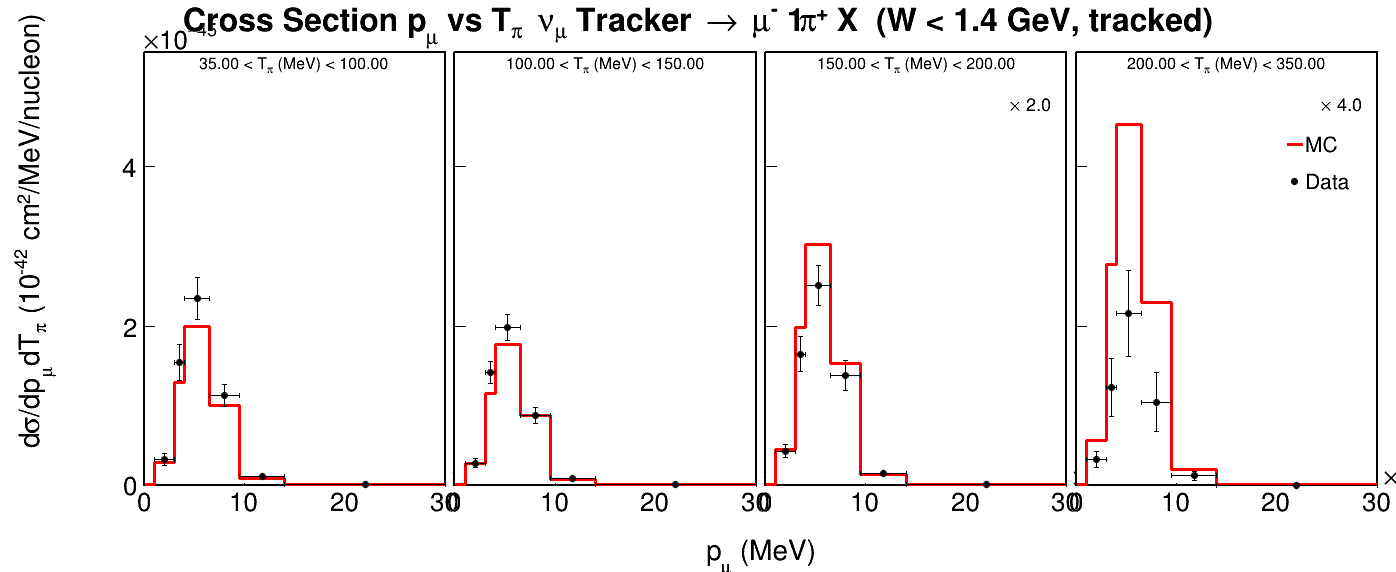 Cross Section p_μ vs T_π ν_μ Tracker → μ⁻ 1π⁺ X (W < 1.4 GeV, tracked)
×10⁻⁴⁵
35.00 < T_π (MeV) < 100.00
100.00 < T_π (MeV) < 150.00
150.00 < T_π (MeV) < 200.00
200.00 < T_π (MeV) < 350.00
× 2.0
× 4.0
MC
Data
dσ/dp_μ dT_π (10⁻⁴² cm²/MeV/nucleon)
4
2
0
0 10 20 30
0 10 20 30
0 10 20 30
0 10 20 30
×
p_μ (MeV)